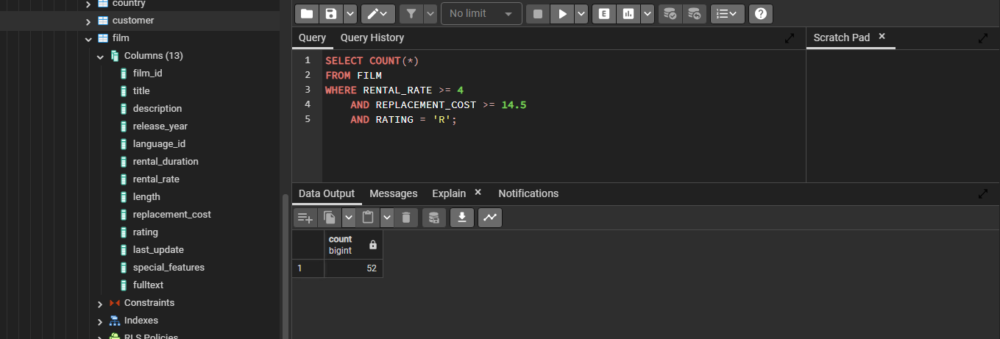 country
customer
film
Columns (13)
film_id
title
description
release_year
language_id
rental_duration
rental_rate
length
replacement_cost
rating
last_update
special_features
fulltext
Constraints
Indexes
RLS Policies
No limit
E
Query Query History
Scratch Pad
1 SELECT COUNT(*)
2 FROM FILM
3 WHERE RENTAL_RATE >= 4
4 AND REPLACEMENT_COST >= 14.5
5 AND RATING = 'R';
Data Output Messages Explain Notifications
count
bigint
1 52